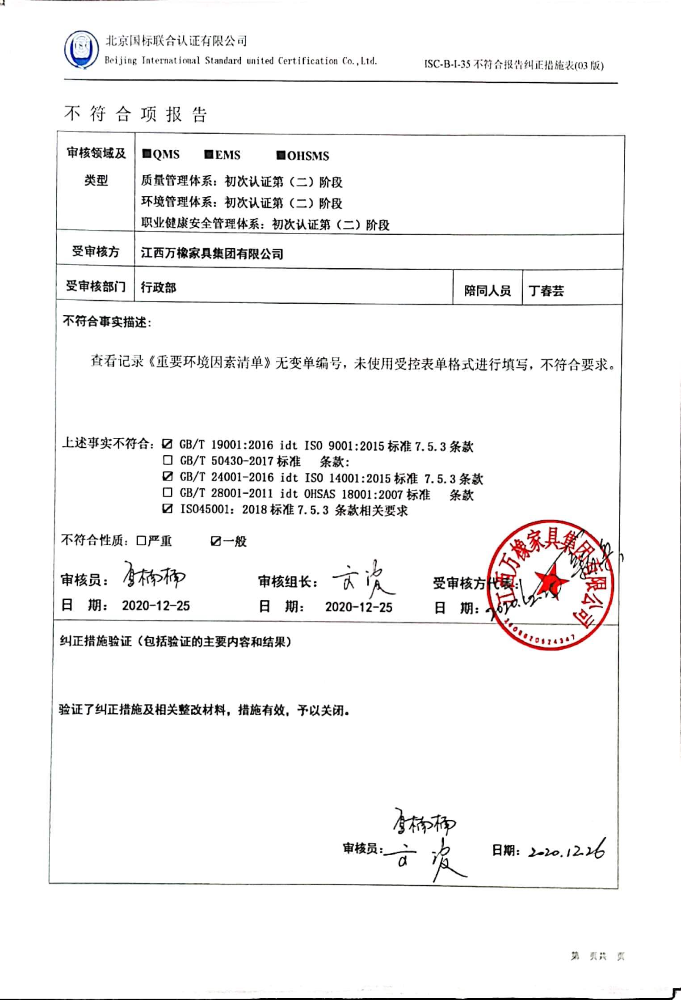 北京国标联合认证有限公司
Beijing International Standard united Certification Co.,Ltd.
ISC-B-I-35 不符合报告纠正措施表(03 版)
不符合项报告
审核领域及类型
■QMS ■EMS ■OHSMS
质量管理体系：初次认证第（二）阶段
环境管理体系：初次认证第（二）阶段
职业健康安全管理体系：初次认证第（二）阶段
受审核方 江西万橡家具集团有限公司
受审核部门 行政部 陪同人员 丁春芸
不符合事实描述：
查看记录《重要环境因素清单》无变单编号，未使用受控表单格式进行填写，不符合要求。
上述事实不符合：☑ GB/T 19001:2016 idt ISO 9001:2015 标准 7.5.3 条款
□ GB/T 50430-2017 标准 条款：
☑ GB/T 24001-2016 idt ISO 14001:2015 标准 7.5.3 条款
□ GB/T 28001-2011 idt OHSAS 18001:2007 标准 条款
☑ ISO45001：2018 标准 7.5.3 条款相关要求
不符合性质：□严重 ☑一般
审核员： 审核组长： 受审核方代表：
日 期： 2020-12-25 日 期： 2020-12-25 日 期：2020.12.25
江西万橡家具集团有限公司
纠正措施验证（包括验证的主要内容和结果）
验证了纠正措施及相关整改材料，措施有效，予以关闭。
审核员： 日期：2020.12.26
第 页共 页